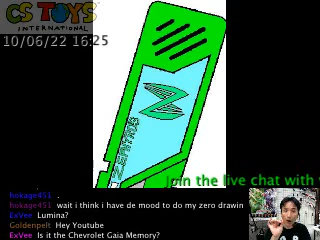 CS TOYS
INTERNATIONAL
10/06/22 16:25
Join the live chat with
hokage451 .
hokage451 wait i think i have de mood to do my zero drawin
ExVee Lumina?
Goldenpelt Hey Youtube
ExVee Is it the Chevrolet Gaia Memory?